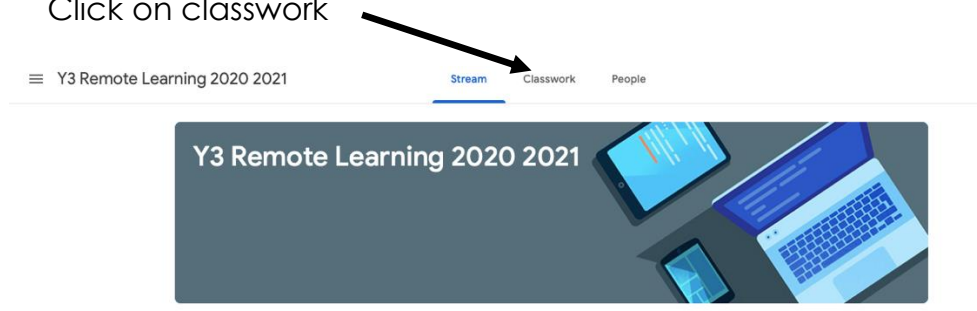 Click on classwork
Y3 Remote Learning 2020 2021
Stream Classwork People
Y3 Remote Learning 2020 2021